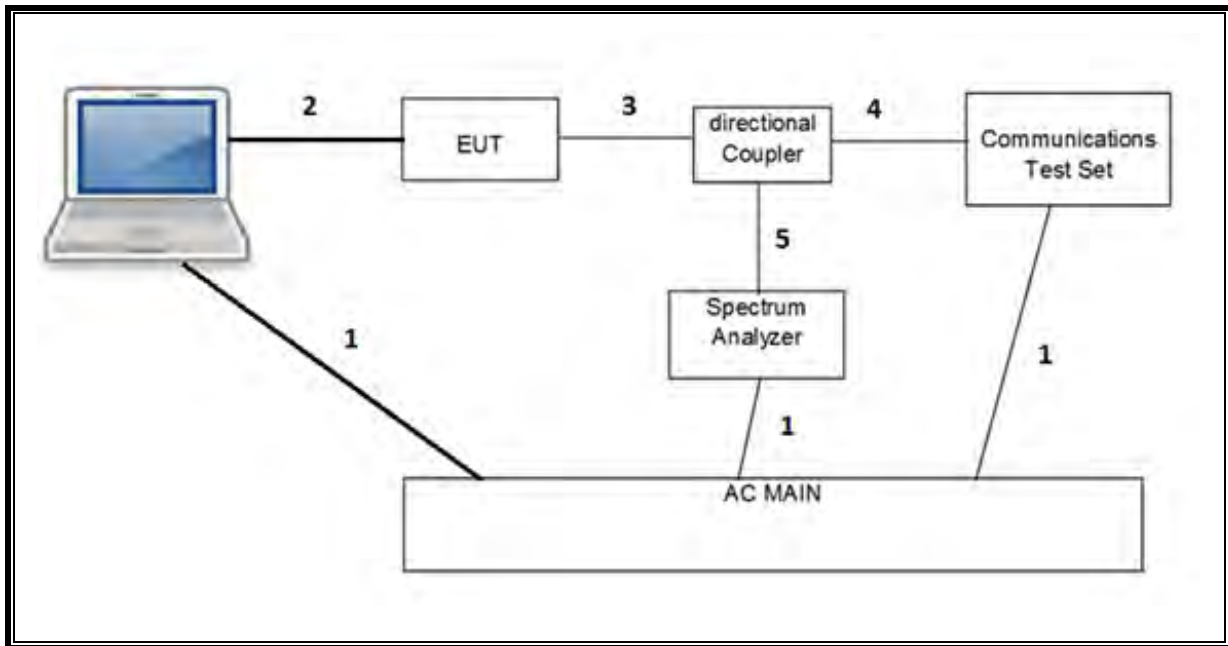 2
EUT
3
directional
Coupler
4
Communications
Test Set
5
Spectrum
Analyzer
1
1
1
AC MAIN